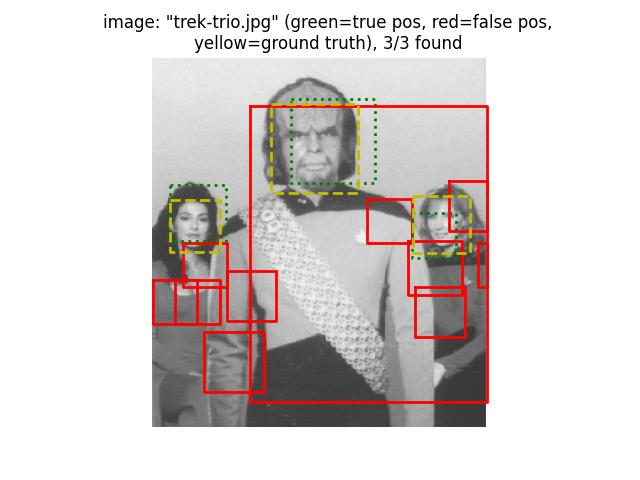 image: "trek-trio.jpg" (green=true pos, red=false pos,
yellow=ground truth), 3/3 found